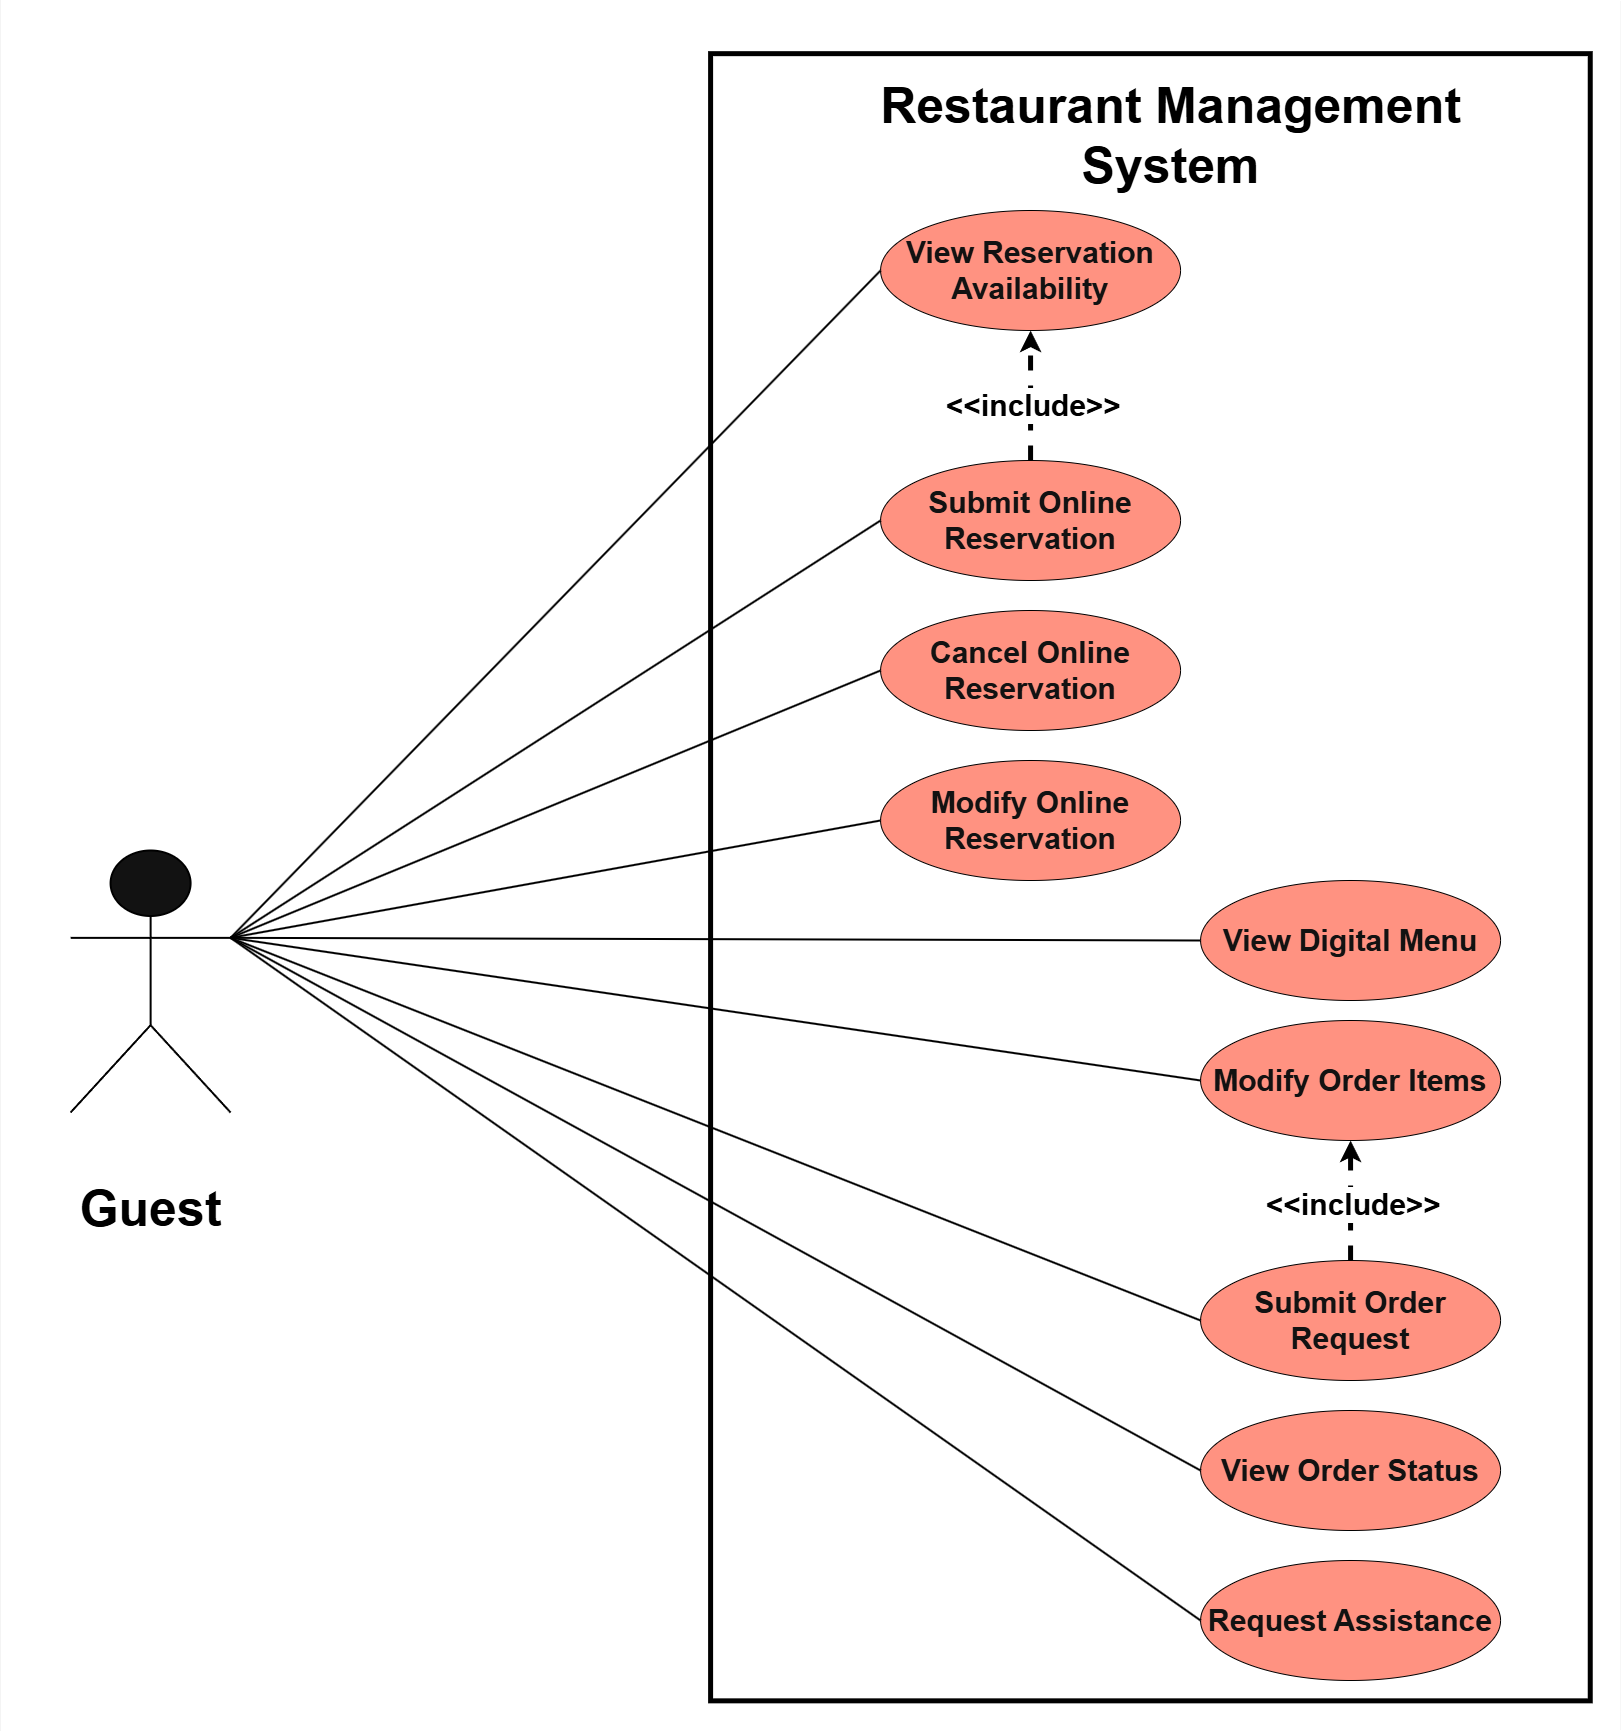 Restaurant Management
System
View Reservation
Availability
<<include>>
Submit Online
Reservation
Cancel Online
Reservation
Modify Online
Reservation
View Digital Menu
Modify Order Items
<<include>>
Guest
Submit Order
Request
View Order Status
Request Assistance